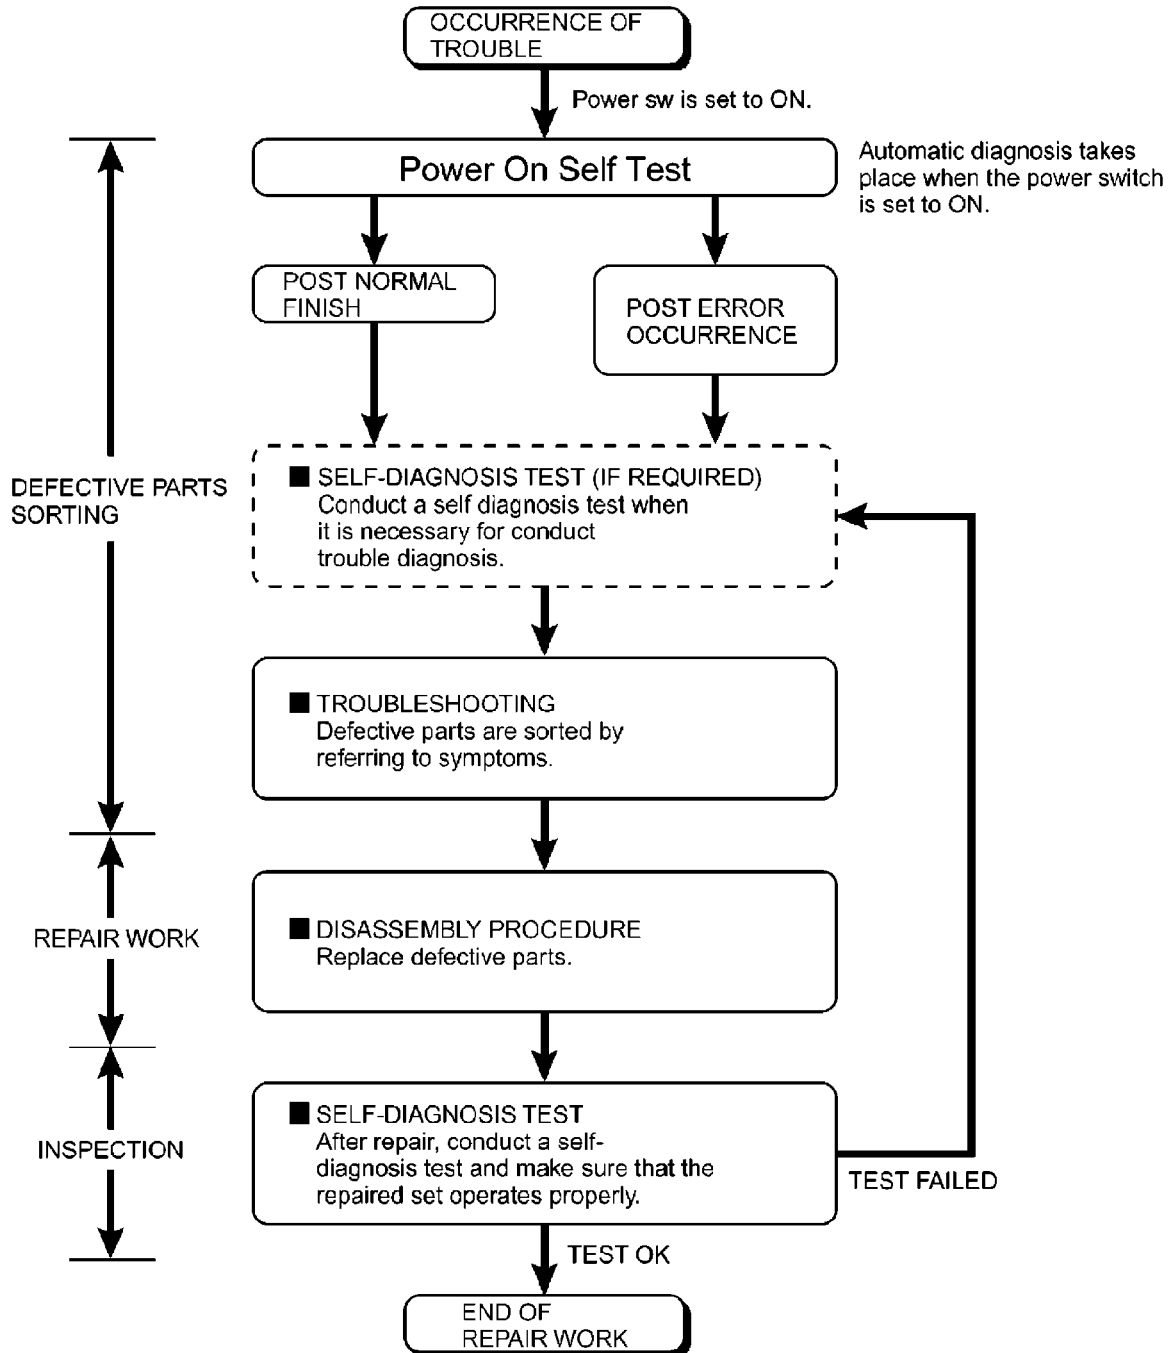 OCCURRENCE OF
TROUBLE
Power sw is set to ON.
Power On Self Test
Automatic diagnosis takes
place when the power switch
is set to ON.
POST NORMAL
FINISH
POST ERROR
OCCURRENCE
DEFECTIVE PARTS
SORTING
■ SELF-DIAGNOSIS TEST (IF REQUIRED)
Conduct a self diagnosis test when
it is necessary for conduct
trouble diagnosis.
■ TROUBLESHOOTING
Defective parts are sorted by
referring to symptoms.
REPAIR WORK
■ DISASSEMBLY PROCEDURE
Replace defective parts.
INSPECTION
■ SELF-DIAGNOSIS TEST
After repair, conduct a self-
diagnosis test and make sure that the
repaired set operates properly.
TEST FAILED
TEST OK
END OF
REPAIR WORK